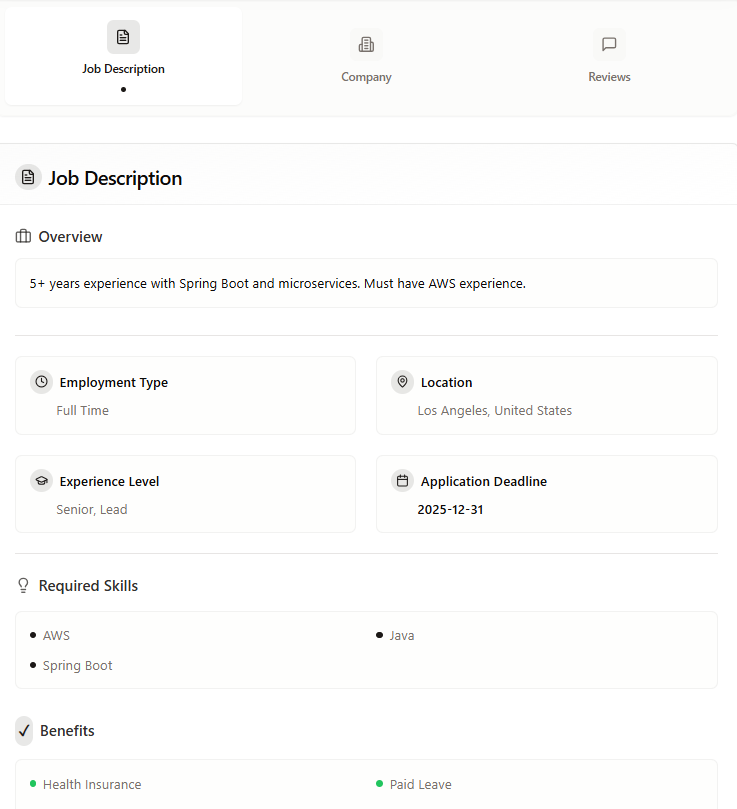 Job Description
Company
Reviews
Job Description
Overview
5+ years experience with Spring Boot and microservices. Must have AWS experience.
Employment Type
Full Time
Location
Los Angeles, United States
Experience Level
Senior, Lead
Application Deadline
2025-12-31
Required Skills
AWS
Java
Spring Boot
Benefits
Health Insurance
Paid Leave